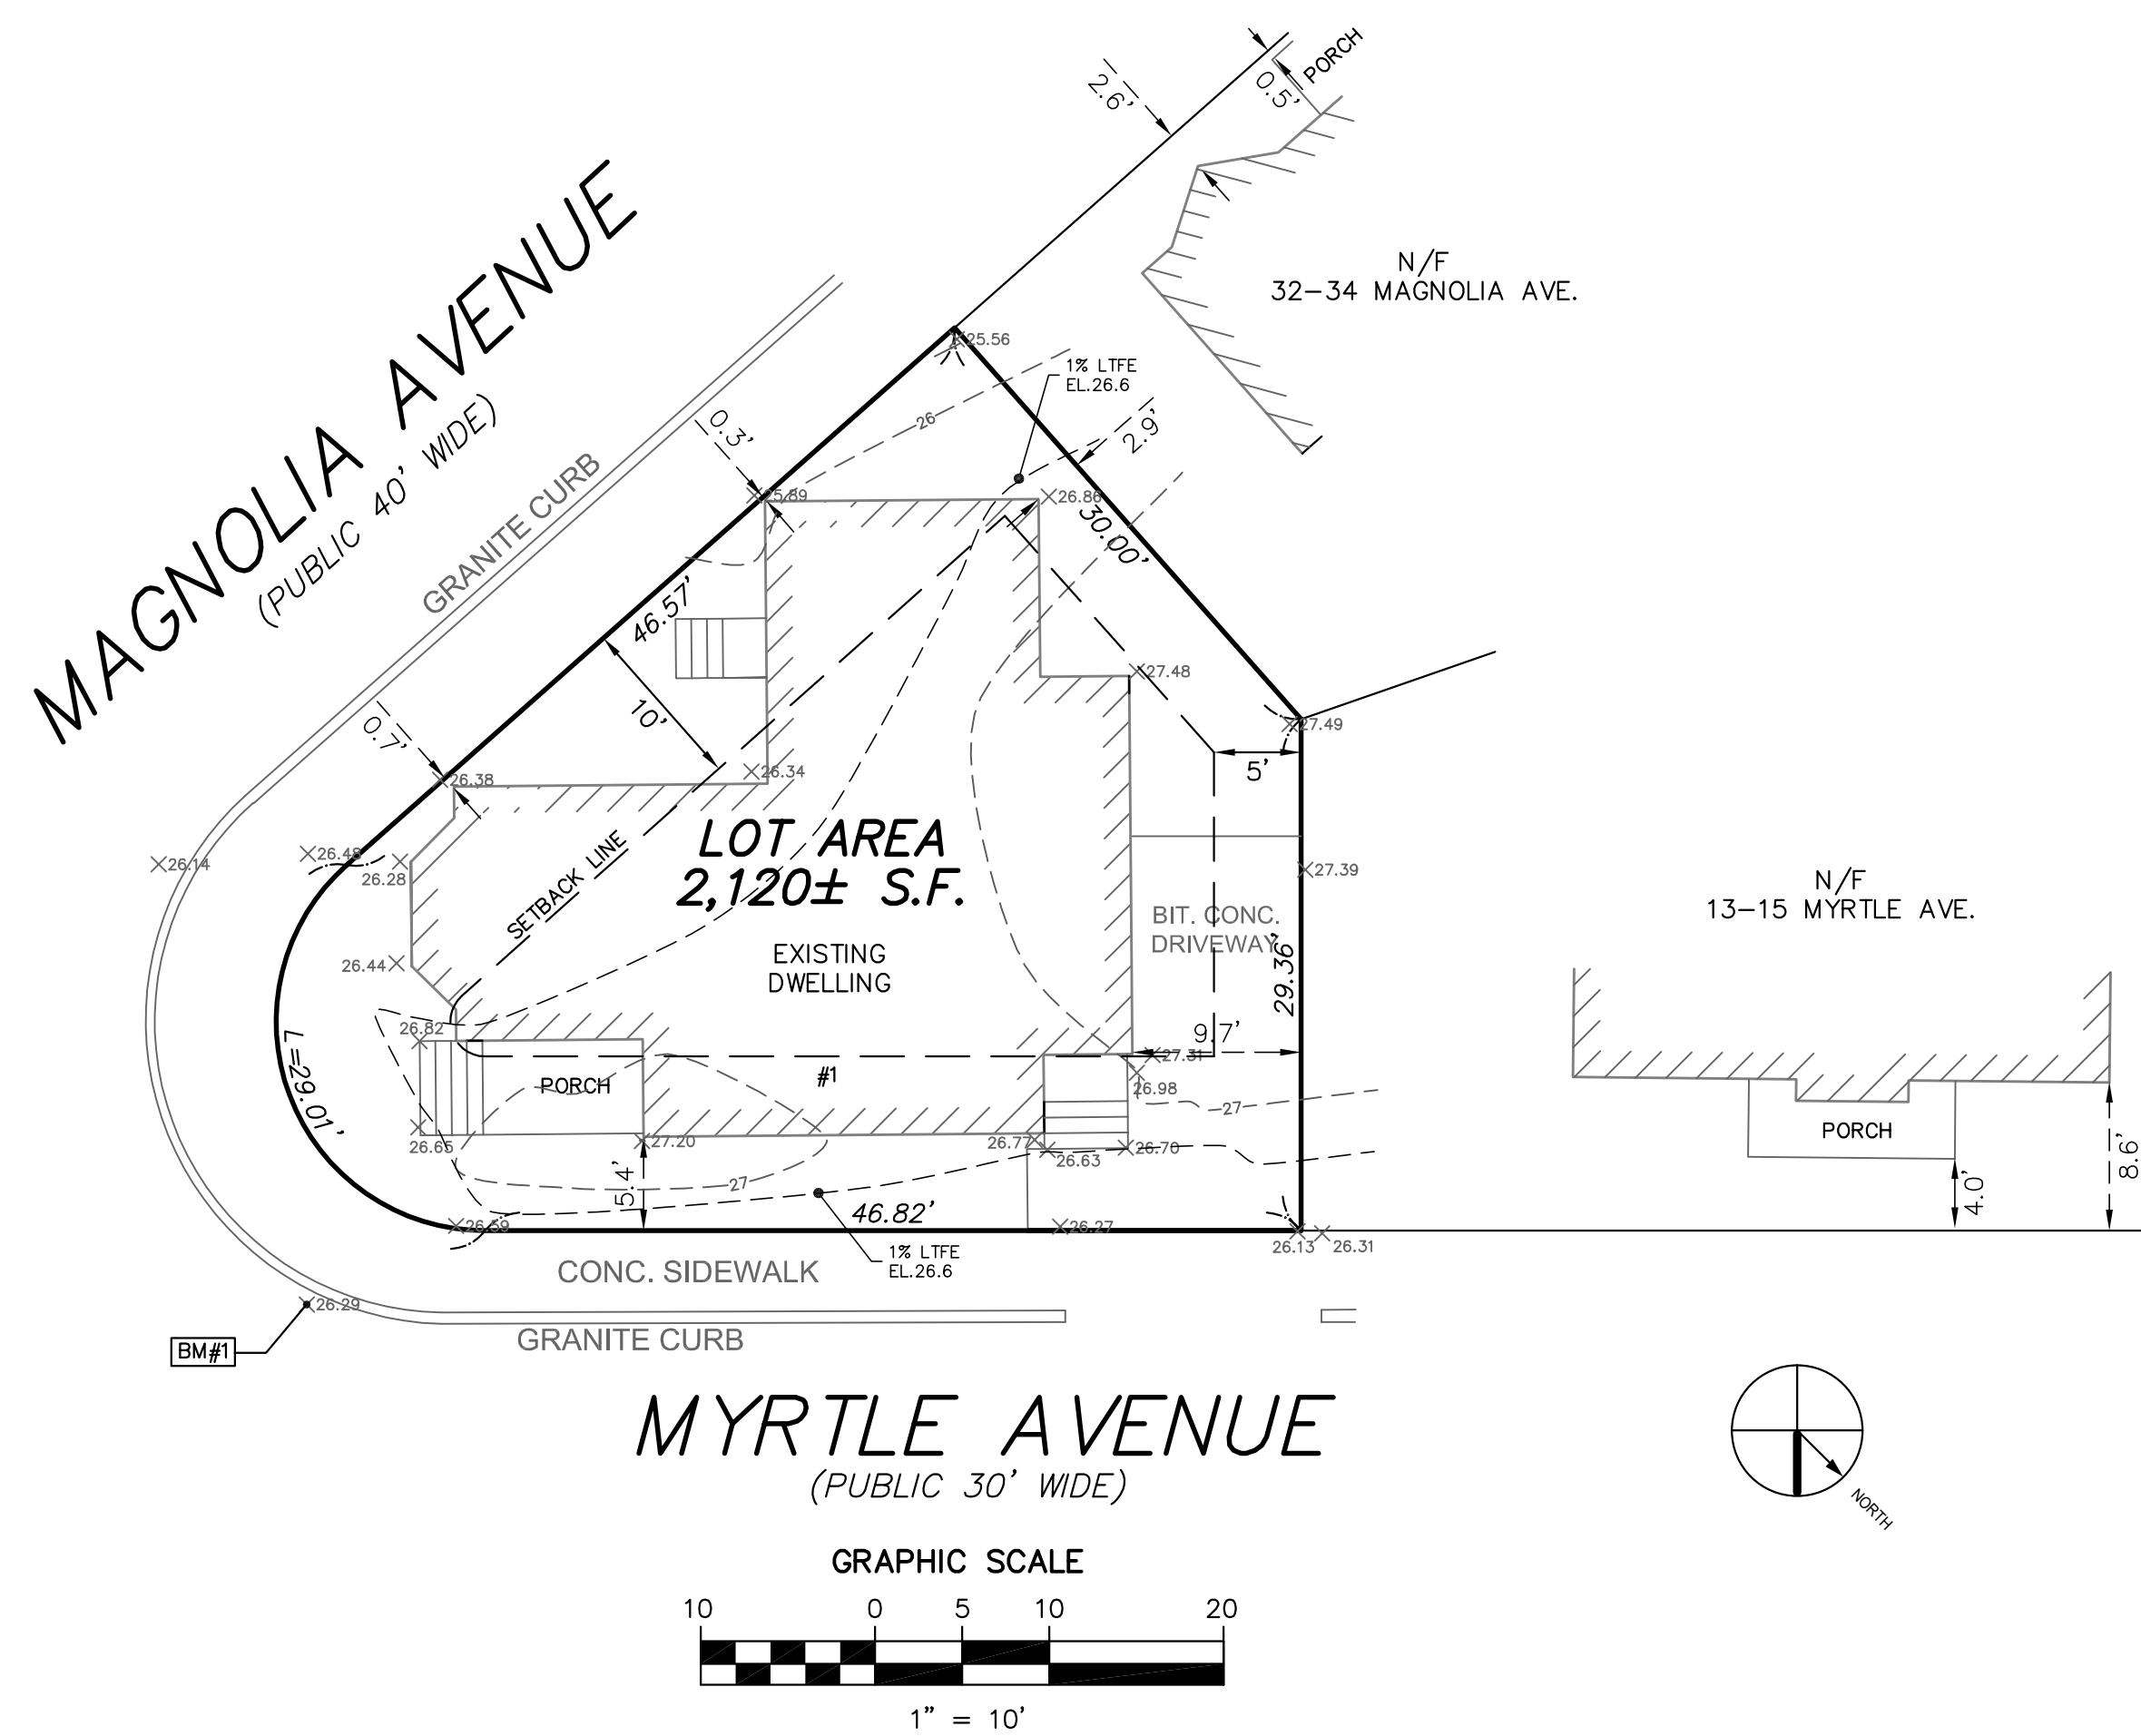 PORCH
0.5'
2.6'
N/F
32-34 MAGNOLIA AVE.
MAGNOLIA AVENUE
(PUBLIC 40' WIDE)
GRANITE CURB
25.56
1% LTFE
EL.26.6
26
2.9'
0.3'
25.89
26.86
30.00'
46.57'
10'
27.48
27.49
5'
0.7'
26.38
26.34
26.14
26.48
26.28
SETBACK LINE
LOT AREA
2,120± S.F.
EXISTING
DWELLING
27.39
BIT. CONC.
DRIVEWAY
29.36'
N/F
13-15 MYRTLE AVE.
26.44
26.82
9.7'
27.31
26.98
L=29.01'
PORCH
#1
27
26.65
27.20
26.77
26.63
26.70
PORCH
5.4'
27
46.82'
4.0'
8.6'
26.59
26.27
26.13
26.31
1% LTFE
EL.26.6
CONC. SIDEWALK
26.29
BM#1
GRANITE CURB
MYRTLE AVENUE
(PUBLIC 30' WIDE)
NORTH
GRAPHIC SCALE
10 0 5 10 20
1" = 10'